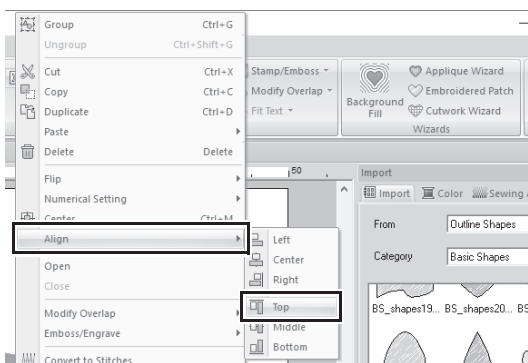 Group Ctrl+G
Ungroup Ctrl+Shift+G
Cut Ctrl+X
Copy Ctrl+C
Duplicate Ctrl+D
Paste
Delete Delete
Flip
Numerical Setting
Center Ctrl+M
Align
Open
Close
Modify Overlap
Emboss/Engrave
Convert to Stitches
Left
Center
Right
Top
Middle
Bottom
Stamp/Emboss
Modify Overlap
Fit Text
Background
Fill
Applique Wizard
Embroidered Patch
Cutwork Wizard
Wizards
50
Import
Import Color Sewing
From Outline Shapes
Category Basic Shapes
BS_shapes19... BS_shapes20... BS